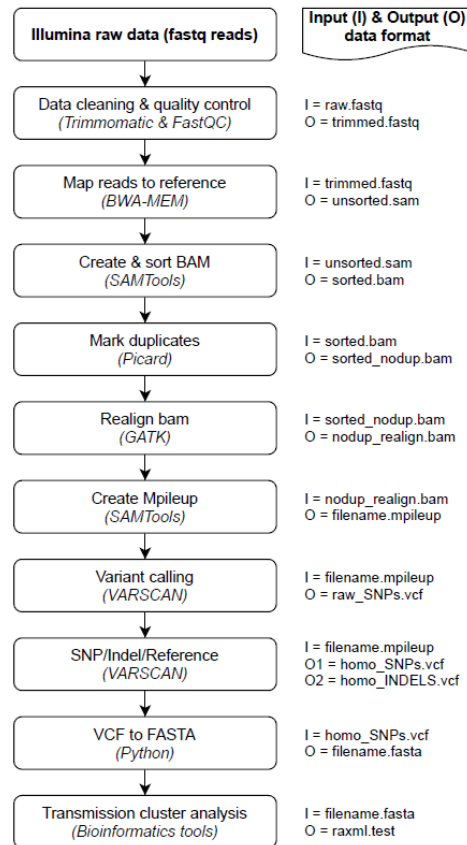 Illumina raw data (fastq reads)
Input (I) & Output (O)
data format
Data cleaning & quality control
(Trimmomatic & FastQC)
I = raw.fastq
O = trimmed.fastq
Map reads to reference
(BWA-MEM)
I = trimmed.fastq
O = unsorted.sam
Create & sort BAM
(SAMTools)
I = unsorted.sam
O = sorted.bam
Mark duplicates
(Picard)
I = sorted.bam
O = sorted_nodup.bam
Realign bam
(GATK)
I = sorted_nodup.bam
O = nodup_realign.bam
Create Mpileup
(SAMTools)
I = nodup_realign.bam
O = filename.mpileup
Variant calling
(VARSCAN)
I = filename.mpileup
O = raw_SNPs.vcf
SNP/Indel/Reference
(VARSCAN)
I = filename.mpileup
O1 = homo_SNPs.vcf
O2 = homo_INDELS.vcf
VCF to FASTA
(Python)
I = homo_SNPs.vcf
O = filename.fasta
Transmission cluster analysis
(Bioinformatics tools)
I = filename.fasta
O = raxml.test